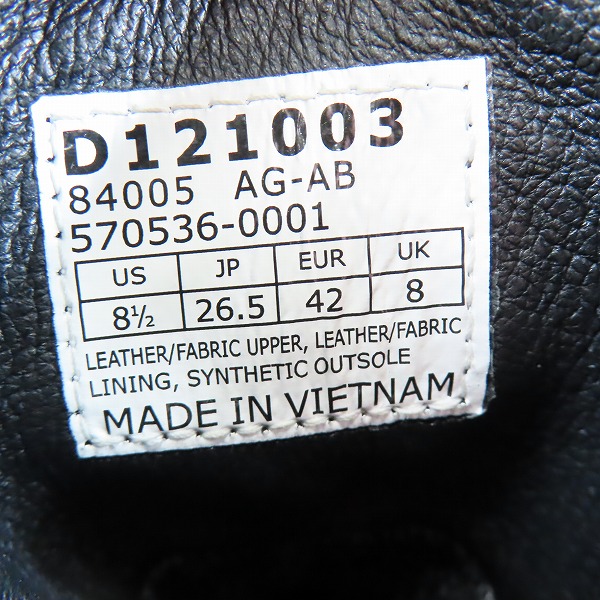 D121003
84005 AG-AB
570536-0001
US JP EUR UK
8½ 26.5 42 8
LEATHER/FABRIC UPPER, LEATHER/FABRIC
LINING, SYNTHETIC OUTSOLE
MADE IN VIETNAM